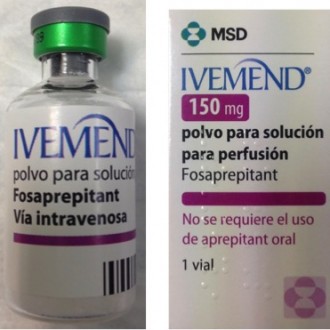 IVEMEND
polvo para solución
Fosaprepitant
Vía intravenosa
MSD
IVEMEND®
150 mg
polvo para solución
para perfusión
Fosaprepitant
No se requiere el uso
de aprepitant oral
1 vial